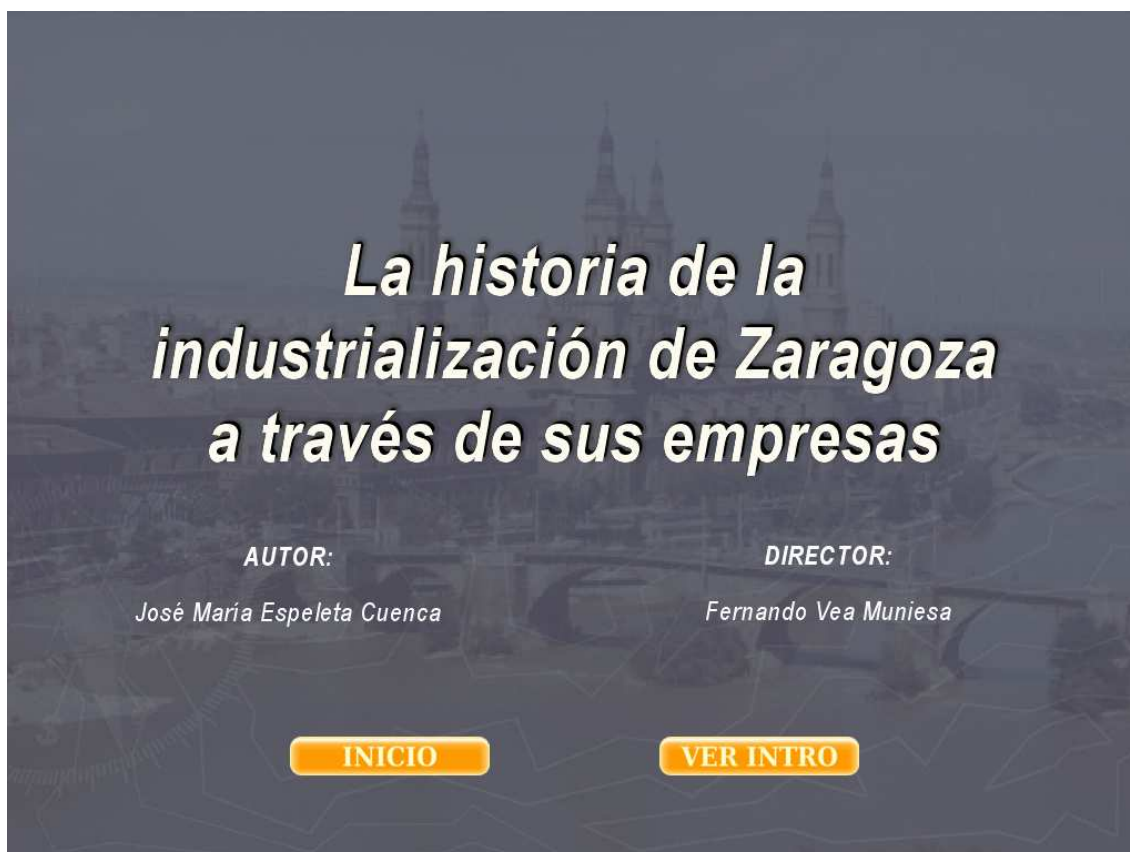 La historia de la
industrialización de Zaragoza
a través de sus empresas
AUTOR:
José María Espeleta Cuenca
DIRECTOR:
Fernando Vea Muniesa
INICIO
VER INTRO